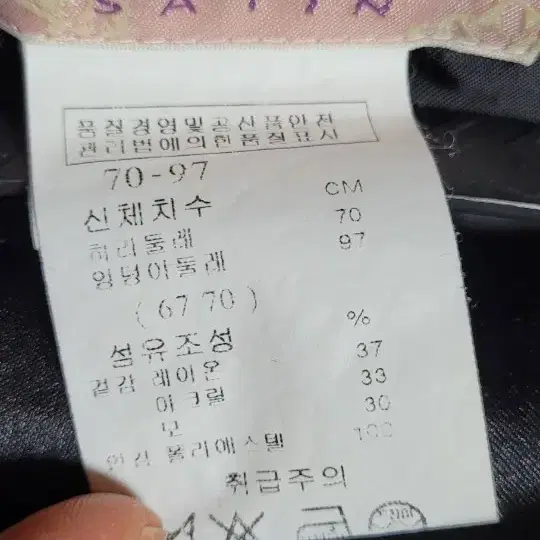 SATIN
품질경영및공산품안전
관리법에의한품질표시
70-97
신체치수 CM
허리둘레 70
엉덩이둘레 97
(67 70)
섬유조성 %
겉감 레이온 37
아크릴 33
모 30
안감 폴리에스텔 100
취급주의